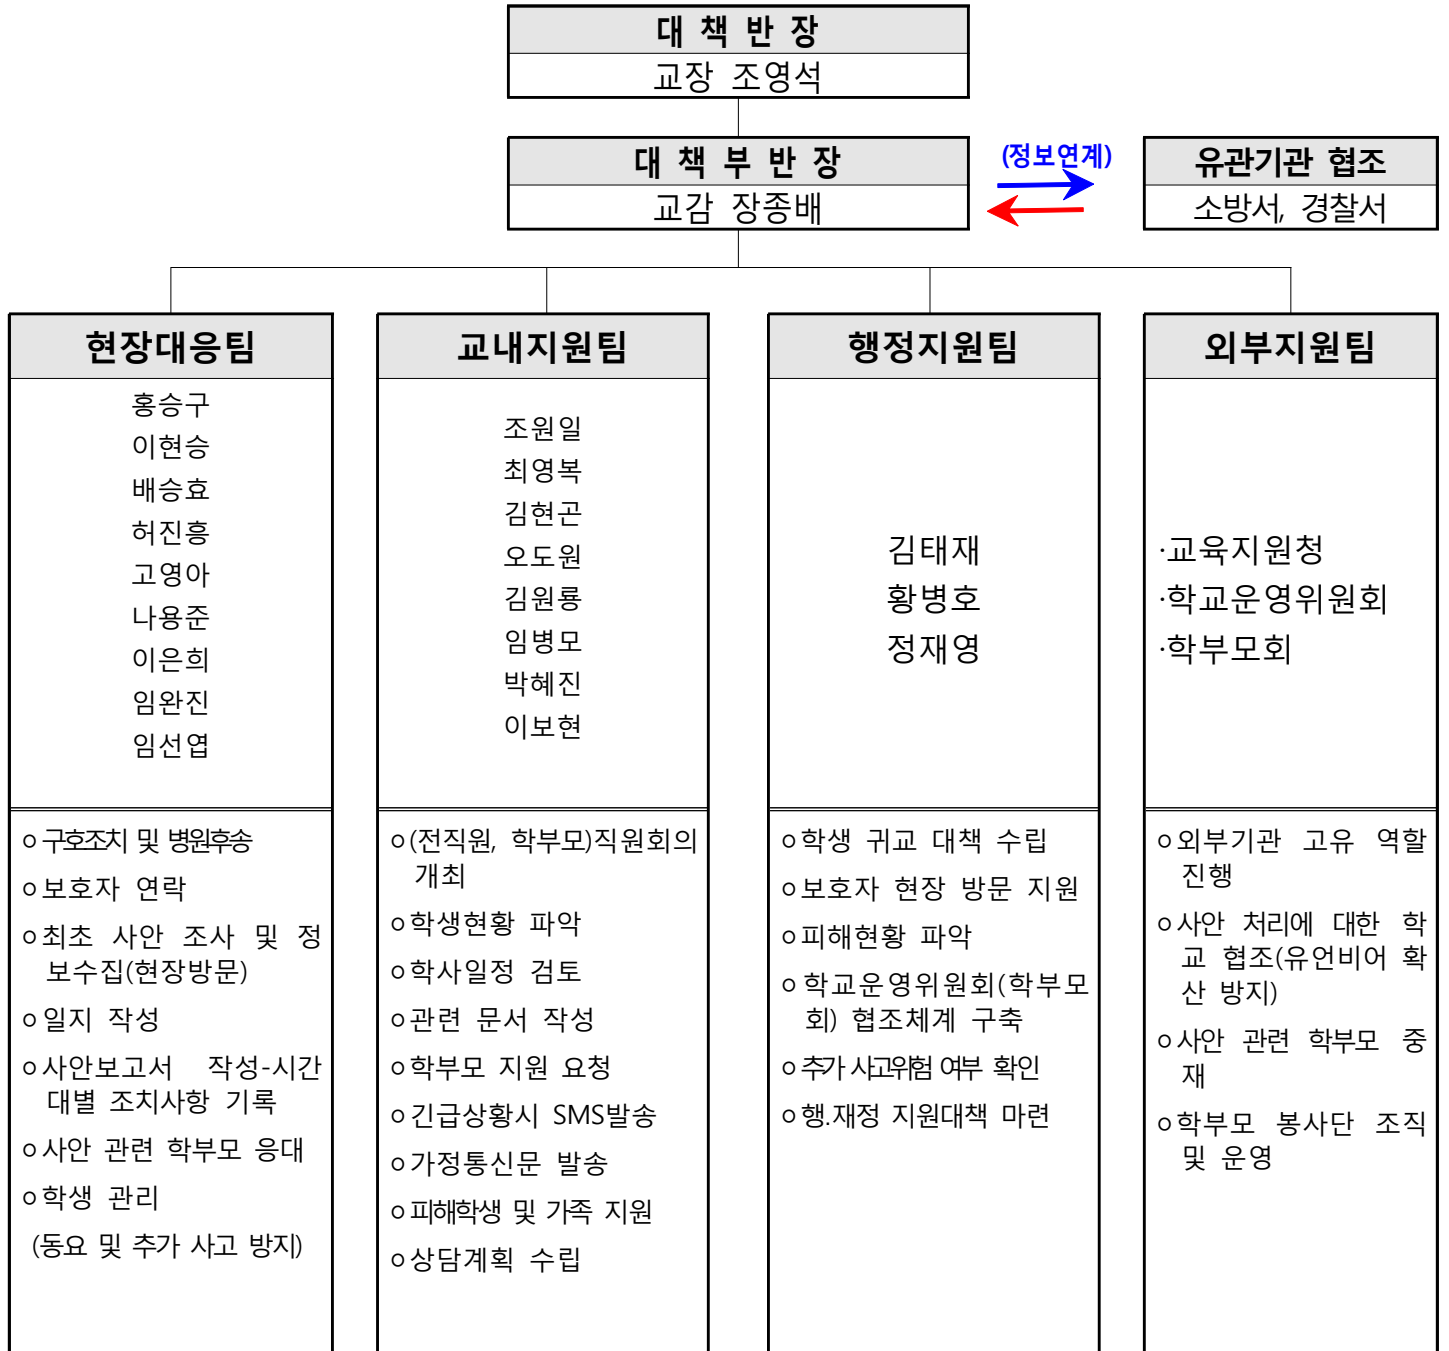 대 책 반 장
교장 조영석
대 책 부 반 장
교감 장종배
(정보연계)
유관기관 협조
소방서, 경찰서
현장대응팀
홍승구
이현승
배승효
허진흥
고영아
나용준
이은희
임완진
임선엽
ㅇ구호조치 및 병원후송
ㅇ보호자 연락
ㅇ최초 사안 조사 및 정
보수집(현장방문)
ㅇ일지 작성
ㅇ사안보고서 작성-시간
대별 조치사항 기록
ㅇ사안 관련 학부모 응대
ㅇ학생 관리
(동요 및 추가 사고 방지)
교내지원팀
조원일
최영복
김현곤
오도원
김원룡
임병모
박혜진
이보현
ㅇ(전직원, 학부모)직원회의
개최
ㅇ학생현황 파악
ㅇ학사일정 검토
ㅇ관련 문서 작성
ㅇ학부모 지원 요청
ㅇ긴급상황시 SMS발송
ㅇ가정통신문 발송
ㅇ피해학생 및 가족 지원
ㅇ상담계획 수립
행정지원팀
김태재
황병호
정재영
ㅇ학생 귀교 대책 수립
ㅇ보호자 현장 방문 지원
ㅇ피해현황 파악
ㅇ학교운영위원회(학부모
회) 협조체계 구축
ㅇ추가 사고위험 여부 확인
ㅇ행.재정 지원대책 마련
외부지원팀
·교육지원청
·학교운영위원회
·학부모회
ㅇ외부기관 고유 역할
진행
ㅇ사안 처리에 대한 학
교 협조(유언비어 확
산 방지)
ㅇ사안 관련 학부모 중
재
ㅇ학부모 봉사단 조직
및 운영